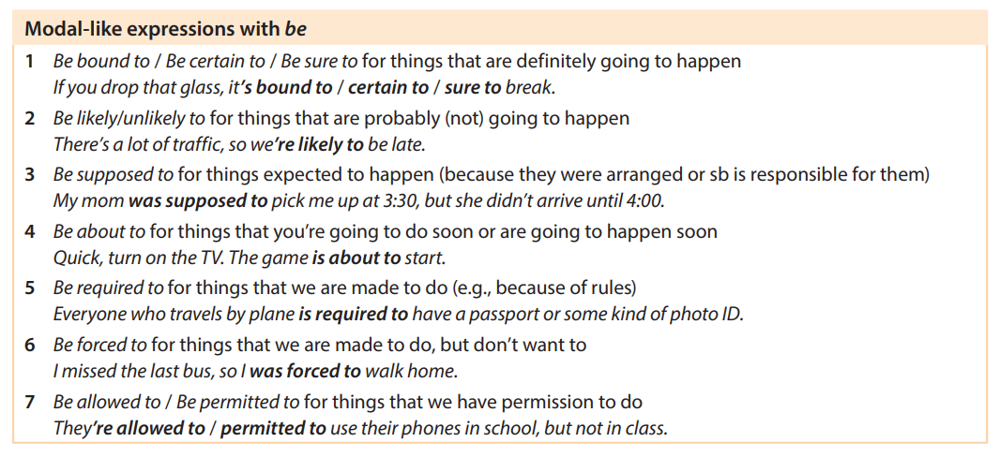 Modal-like expressions with be
1 Be bound to / Be certain to / Be sure to for things that are definitely going to happen
If you drop that glass, it's bound to / certain to / sure to break.
2 Be likely/unlikely to for things that are probably (not) going to happen
There's a lot of traffic, so we're likely to be late.
3 Be supposed to for things expected to happen (because they were arranged or sb is responsible for them)
My mom was supposed to pick me up at 3:30, but she didn't arrive until 4:00.
4 Be about to for things that you're going to do soon or are going to happen soon
Quick, turn on the TV. The game is about to start.
5 Be required to for things that we are made to do (e.g., because of rules)
Everyone who travels by plane is required to have a passport or some kind of photo ID.
6 Be forced to for things that we are made to do, but don't want to
I missed the last bus, so I was forced to walk home.
7 Be allowed to / Be permitted to for things that we have permission to do
They're allowed to / permitted to use their phones in school, but not in class.